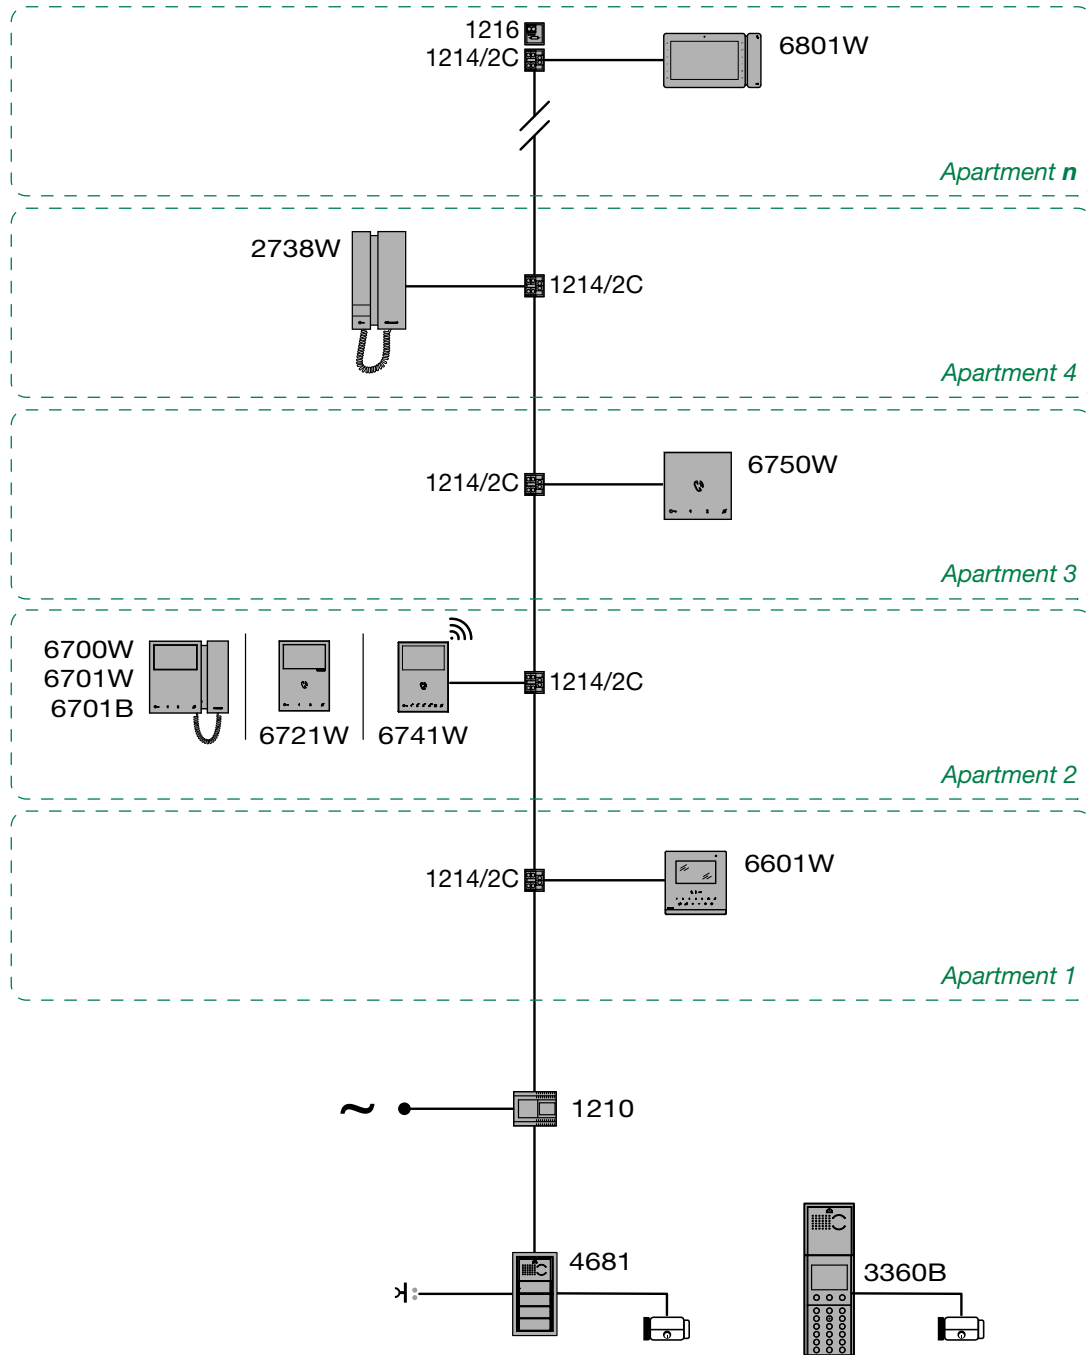 1216
1214/2C
6801W
Apartment n
2738W
1214/2C
Apartment 4
1214/2C
6750W
Apartment 3
6700W
6701W
6701B
6721W
6741W
1214/2C
Apartment 2
1214/2C
6601W
Apartment 1
~
1210
4681
3360B